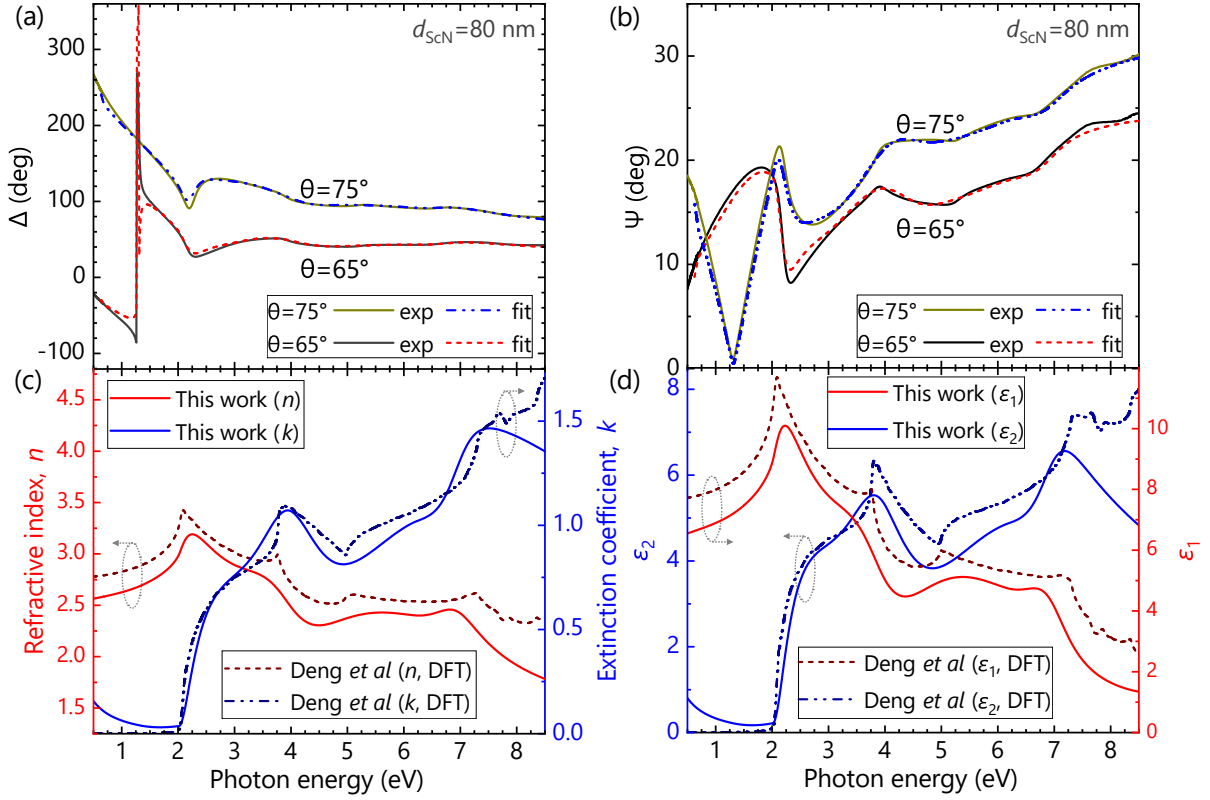 (a)
d_ScN=80 nm
300
200
100
0
-100
Δ (deg)
θ=75°
θ=65°
θ=75° exp fit
θ=65° exp fit
(b)
d_ScN=80 nm
40
30
20
10
0
Ψ (deg)
θ=75°
θ=65°
θ=75° exp fit
θ=65° exp fit
(c)
This work (n)
This work (k)
4.5
4.0
3.5
3.0
2.5
2.0
1.5
Refractive index, n
1.5
1.0
0.5
0.0
Extinction coefficient, k
Deng et al (n, DFT)
Deng et al (k, DFT)
1 2 3 4 5 6 7 8
Photon energy (eV)
(d)
This work (ε1)
This work (ε2)
8
6
4
2
0
ε2
10
8
6
4
2
0
ε1
Deng et al (ε1, DFT)
Deng et al (ε2, DFT)
1 2 3 4 5 6 7 8
Photon energy (eV)